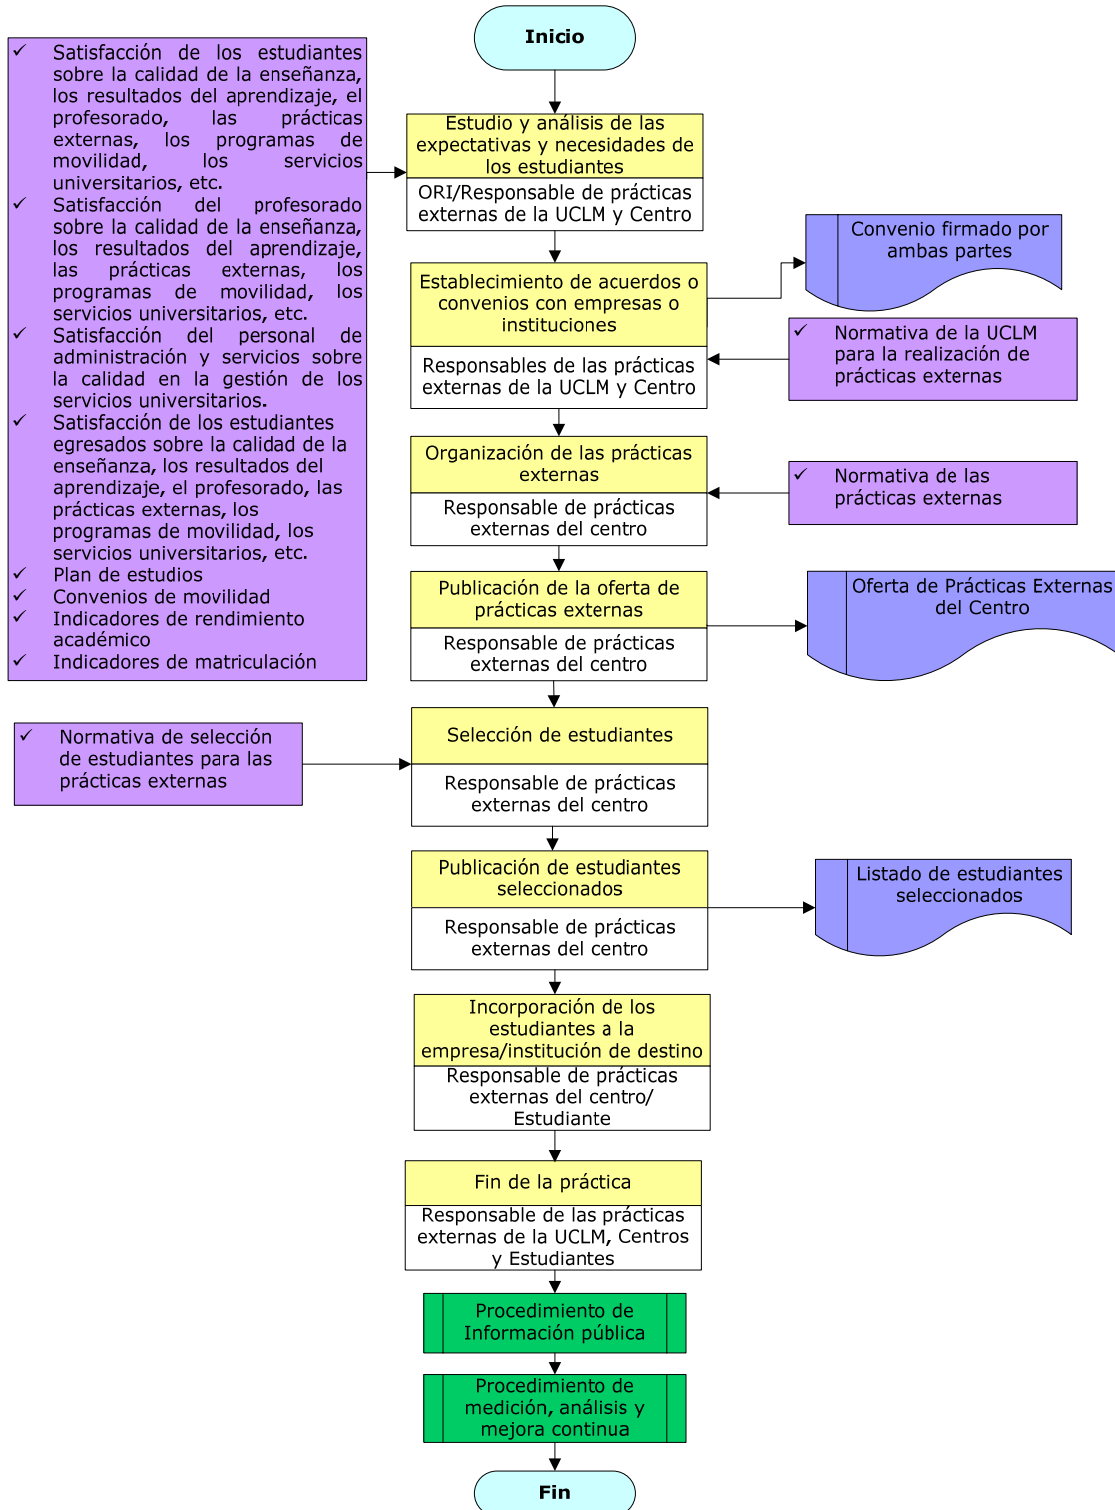 Inicio
✓ Satisfacción de los estudiantes
sobre la calidad de la enseñanza,
los resultados del aprendizaje, el
profesorado, las prácticas
externas, los programas de
movilidad, los servicios
universitarios, etc.
✓ Satisfacción del profesorado
sobre la calidad de la enseñanza,
los resultados del aprendizaje,
las prácticas externas, los
programas de movilidad, los
servicios universitarios, etc.
✓ Satisfacción del personal de
administración y servicios sobre
la calidad en la gestión de los
servicios universitarios.
✓ Satisfacción de los estudiantes
egresados sobre la calidad de la
enseñanza, los resultados del
aprendizaje, el profesorado, las
prácticas externas, los
programas de movilidad, los
servicios universitarios, etc.
✓ Plan de estudios
✓ Convenios de movilidad
✓ Indicadores de rendimiento
académico
✓ Indicadores de matriculación
Estudio y análisis de las
expectativas y necesidades de
los estudiantes
ORI/Responsable de prácticas
externas de la UCLM y Centro
Establecimiento de acuerdos o
convenios con empresas o
instituciones
Responsables de las prácticas
externas de la UCLM y Centro
Convenio firmado por
ambas partes
✓ Normativa de la UCLM
para la realización de
prácticas externas
Organización de las prácticas
externas
Responsable de prácticas
externas del centro
✓ Normativa de las
prácticas externas
Publicación de la oferta de
prácticas externas
Responsable de prácticas
externas del centro
Oferta de Prácticas Externas
del Centro
Selección de estudiantes
Responsable de prácticas
externas del centro
✓ Normativa de selección
de estudiantes para las
prácticas externas
Publicación de estudiantes
seleccionados
Responsable de prácticas
externas del centro
Listado de estudiantes
seleccionados
Incorporación de los
estudiantes a la
empresa/institución de destino
Responsable de prácticas
externas del centro/
Estudiante
Fin de la práctica
Responsable de las prácticas
externas de la UCLM, Centros
y Estudiantes
Procedimiento de
Información pública
Procedimiento de
medición, análisis y
mejora continua
Fin